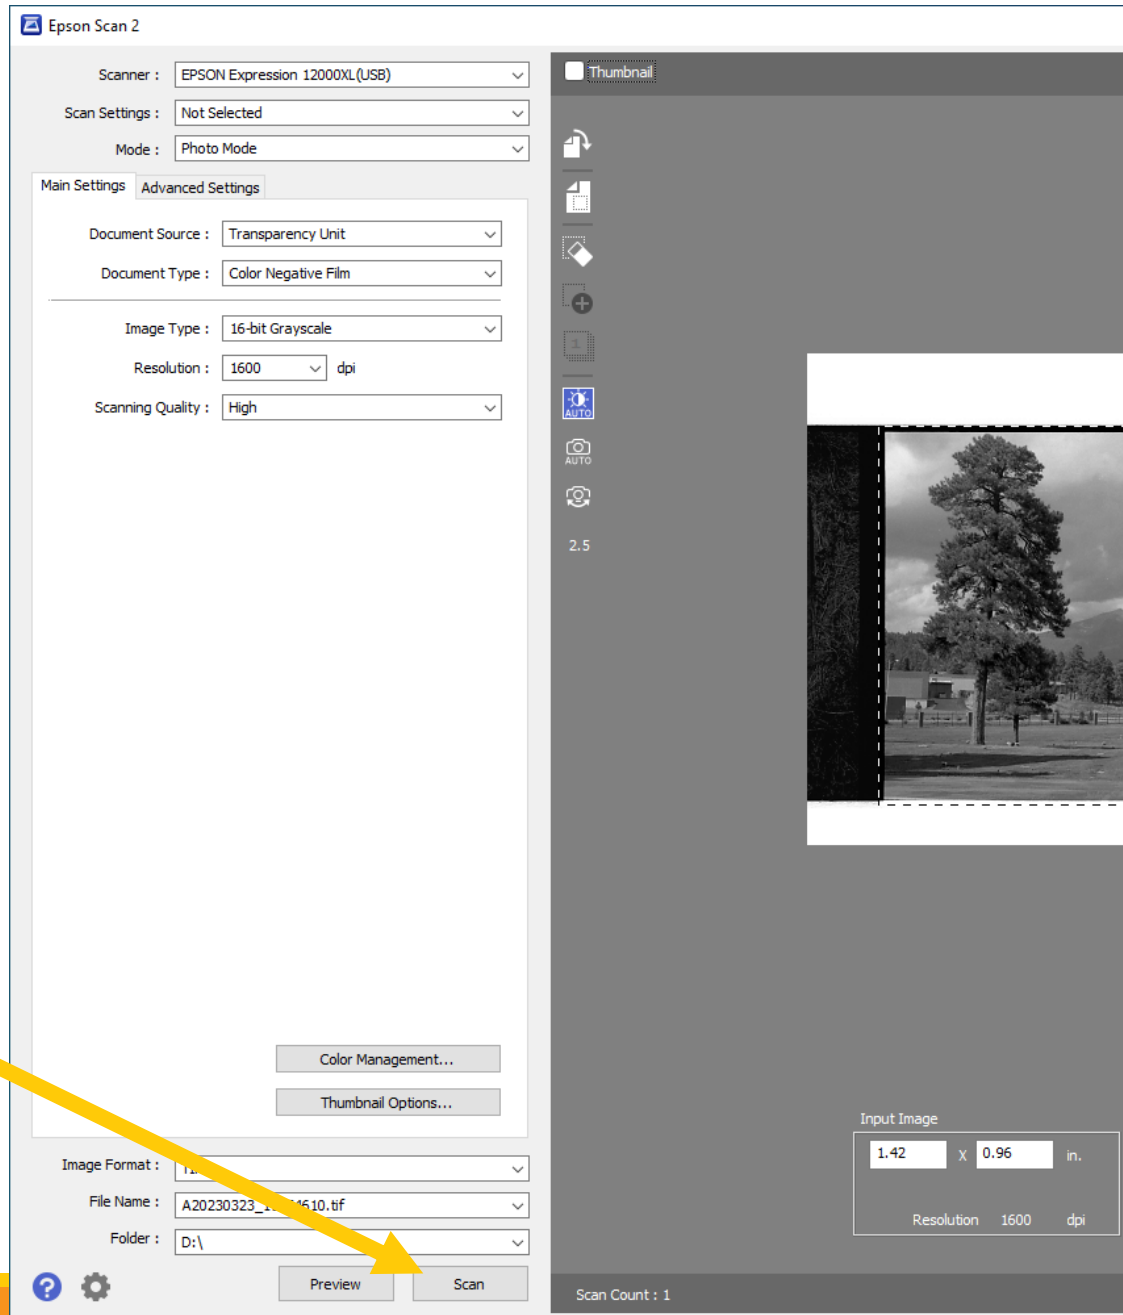 Epson Scan 2
Scanner : EPSON Expression 12000XL(USB)
Thumbnail
Scan Settings : Not Selected
Mode : Photo Mode
Main Settings Advanced Settings
Document Source : Transparency Unit
Document Type : Color Negative Film
Image Type : 16-bit Grayscale
Resolution : 1600 dpi
Scanning Quality : High
1
AUTO
AUTO
2.5
Color Management...
Thumbnail Options...
Input Image
1.42 X 0.96 in.
Resolution 1600 dpi
Image Format :
File Name :
Folder : D:\
? Preview Scan
Scan Count : 1